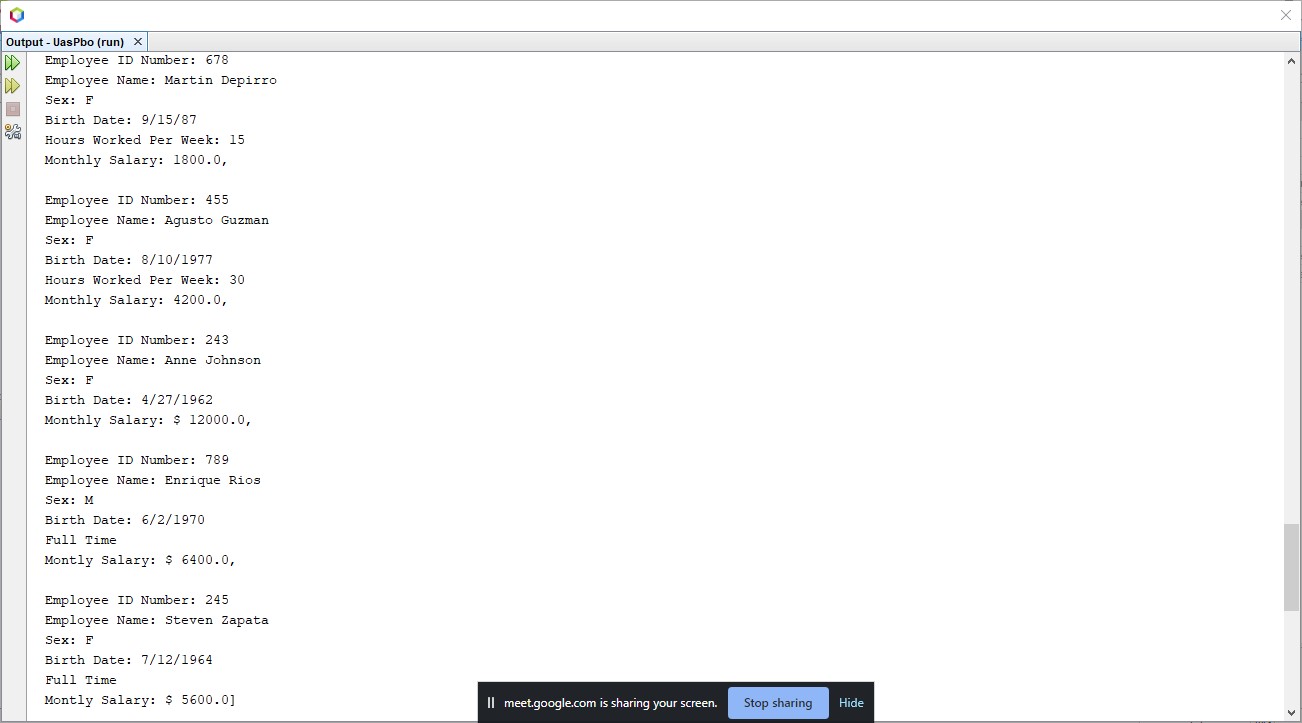 Output - UasPbo (run)
Employee ID Number: 678
Employee Name: Martin Depirro
Sex: F
Birth Date: 9/15/87
Hours Worked Per Week: 15
Monthly Salary: 1800.0,
Employee ID Number: 455
Employee Name: Agusto Guzman
Sex: F
Birth Date: 8/10/1977
Hours Worked Per Week: 30
Monthly Salary: 4200.0,
Employee ID Number: 243
Employee Name: Anne Johnson
Sex: F
Birth Date: 4/27/1962
Monthly Salary: $ 12000.0,
Employee ID Number: 789
Employee Name: Enrique Rios
Sex: M
Birth Date: 6/2/1970
Full Time
Montly Salary: $ 6400.0,
Employee ID Number: 245
Employee Name: Steven Zapata
Sex: F
Birth Date: 7/12/1964
Full Time
Montly Salary: $ 5600.0]
meet.google.com is sharing your screen. Stop sharing Hide